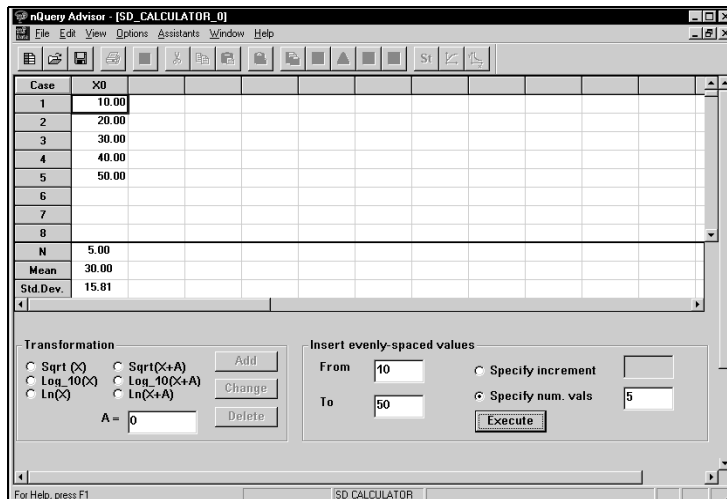 nQuery Advisor - [SD_CALCULATOR_0]
File Edit View Options Assistants Window Help
St
Case X0
1 10.00
2 20.00
3 30.00
4 40.00
5 50.00
6
7
8
N 5.00
Mean 30.00
Std.Dev. 15.81
Transformation
Sqrt (X) Sqrt(X+A)
Log_10(X) Log_10(X+A)
Ln(X) Ln(X+A)
A = 0
Add
Change
Delete
Insert evenly-spaced values
From 10
To 50
Specify increment
Specify num. vals 5
Execute
For Help, press F1
SD CALCULATOR